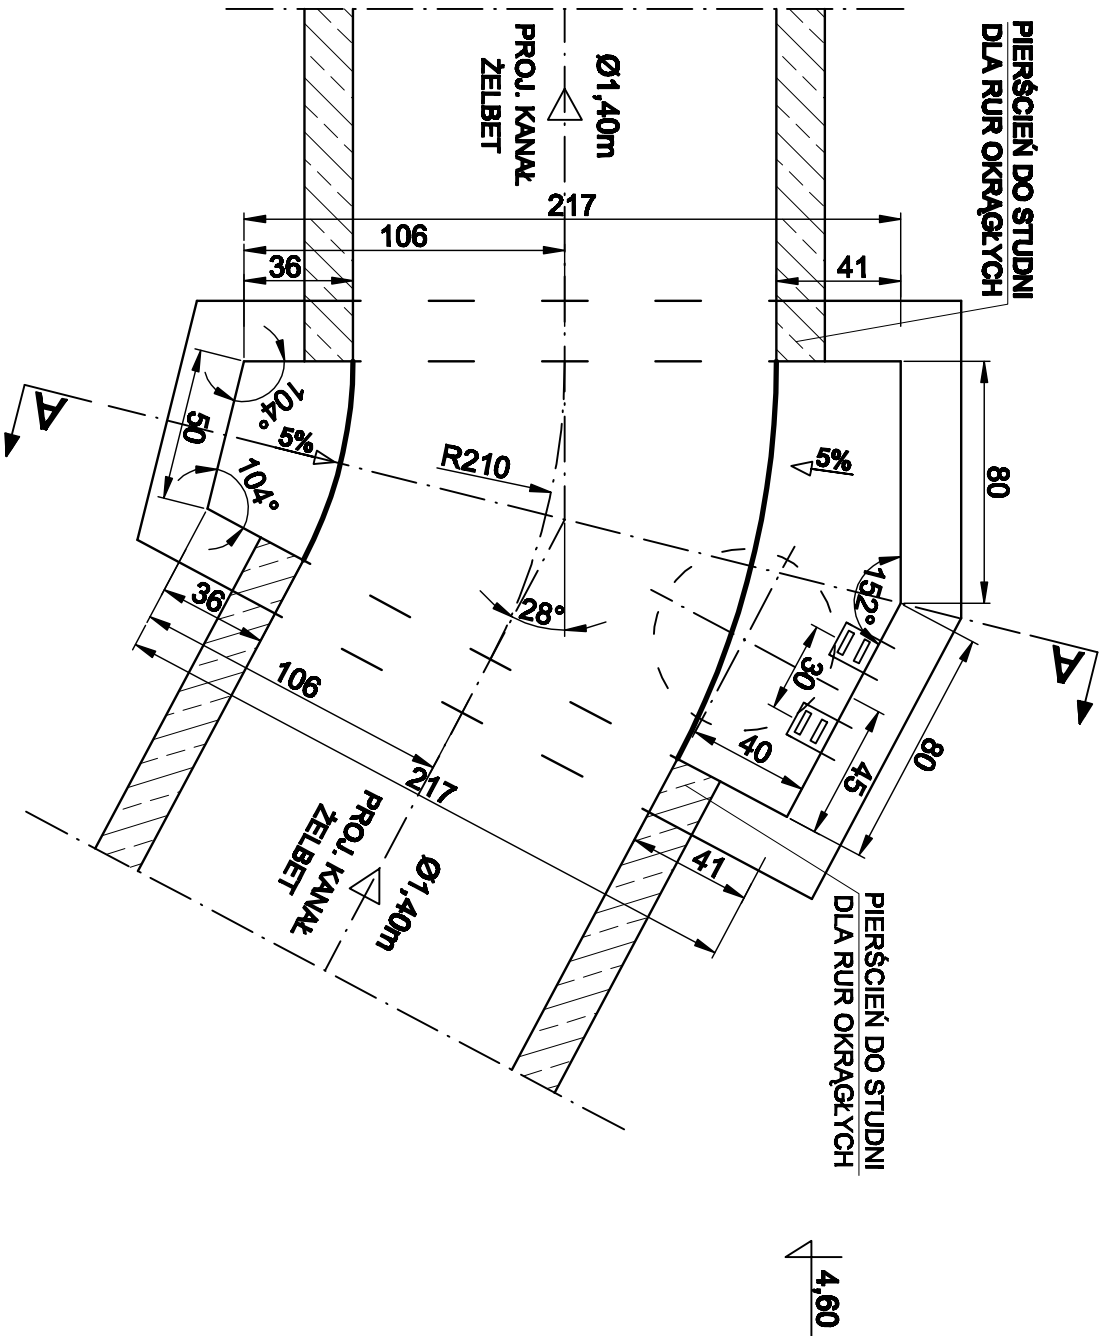 PIERŚCIEŃ DO STUDNI
DLA RUR OKRĄGŁYCH
Ø1,40m
PROJ. KANAŁ
ŻELBET
217
106
36
41
80
104°
50
5%
104°
A
R210
5%
152°
28°
30
A
36
106
217
40
45
80
41
Ø1,40m
PROJ. KANAŁ
ŻELBET
PIERŚCIEŃ DO STUDNI
DLA RUR OKRĄGŁYCH
4,60